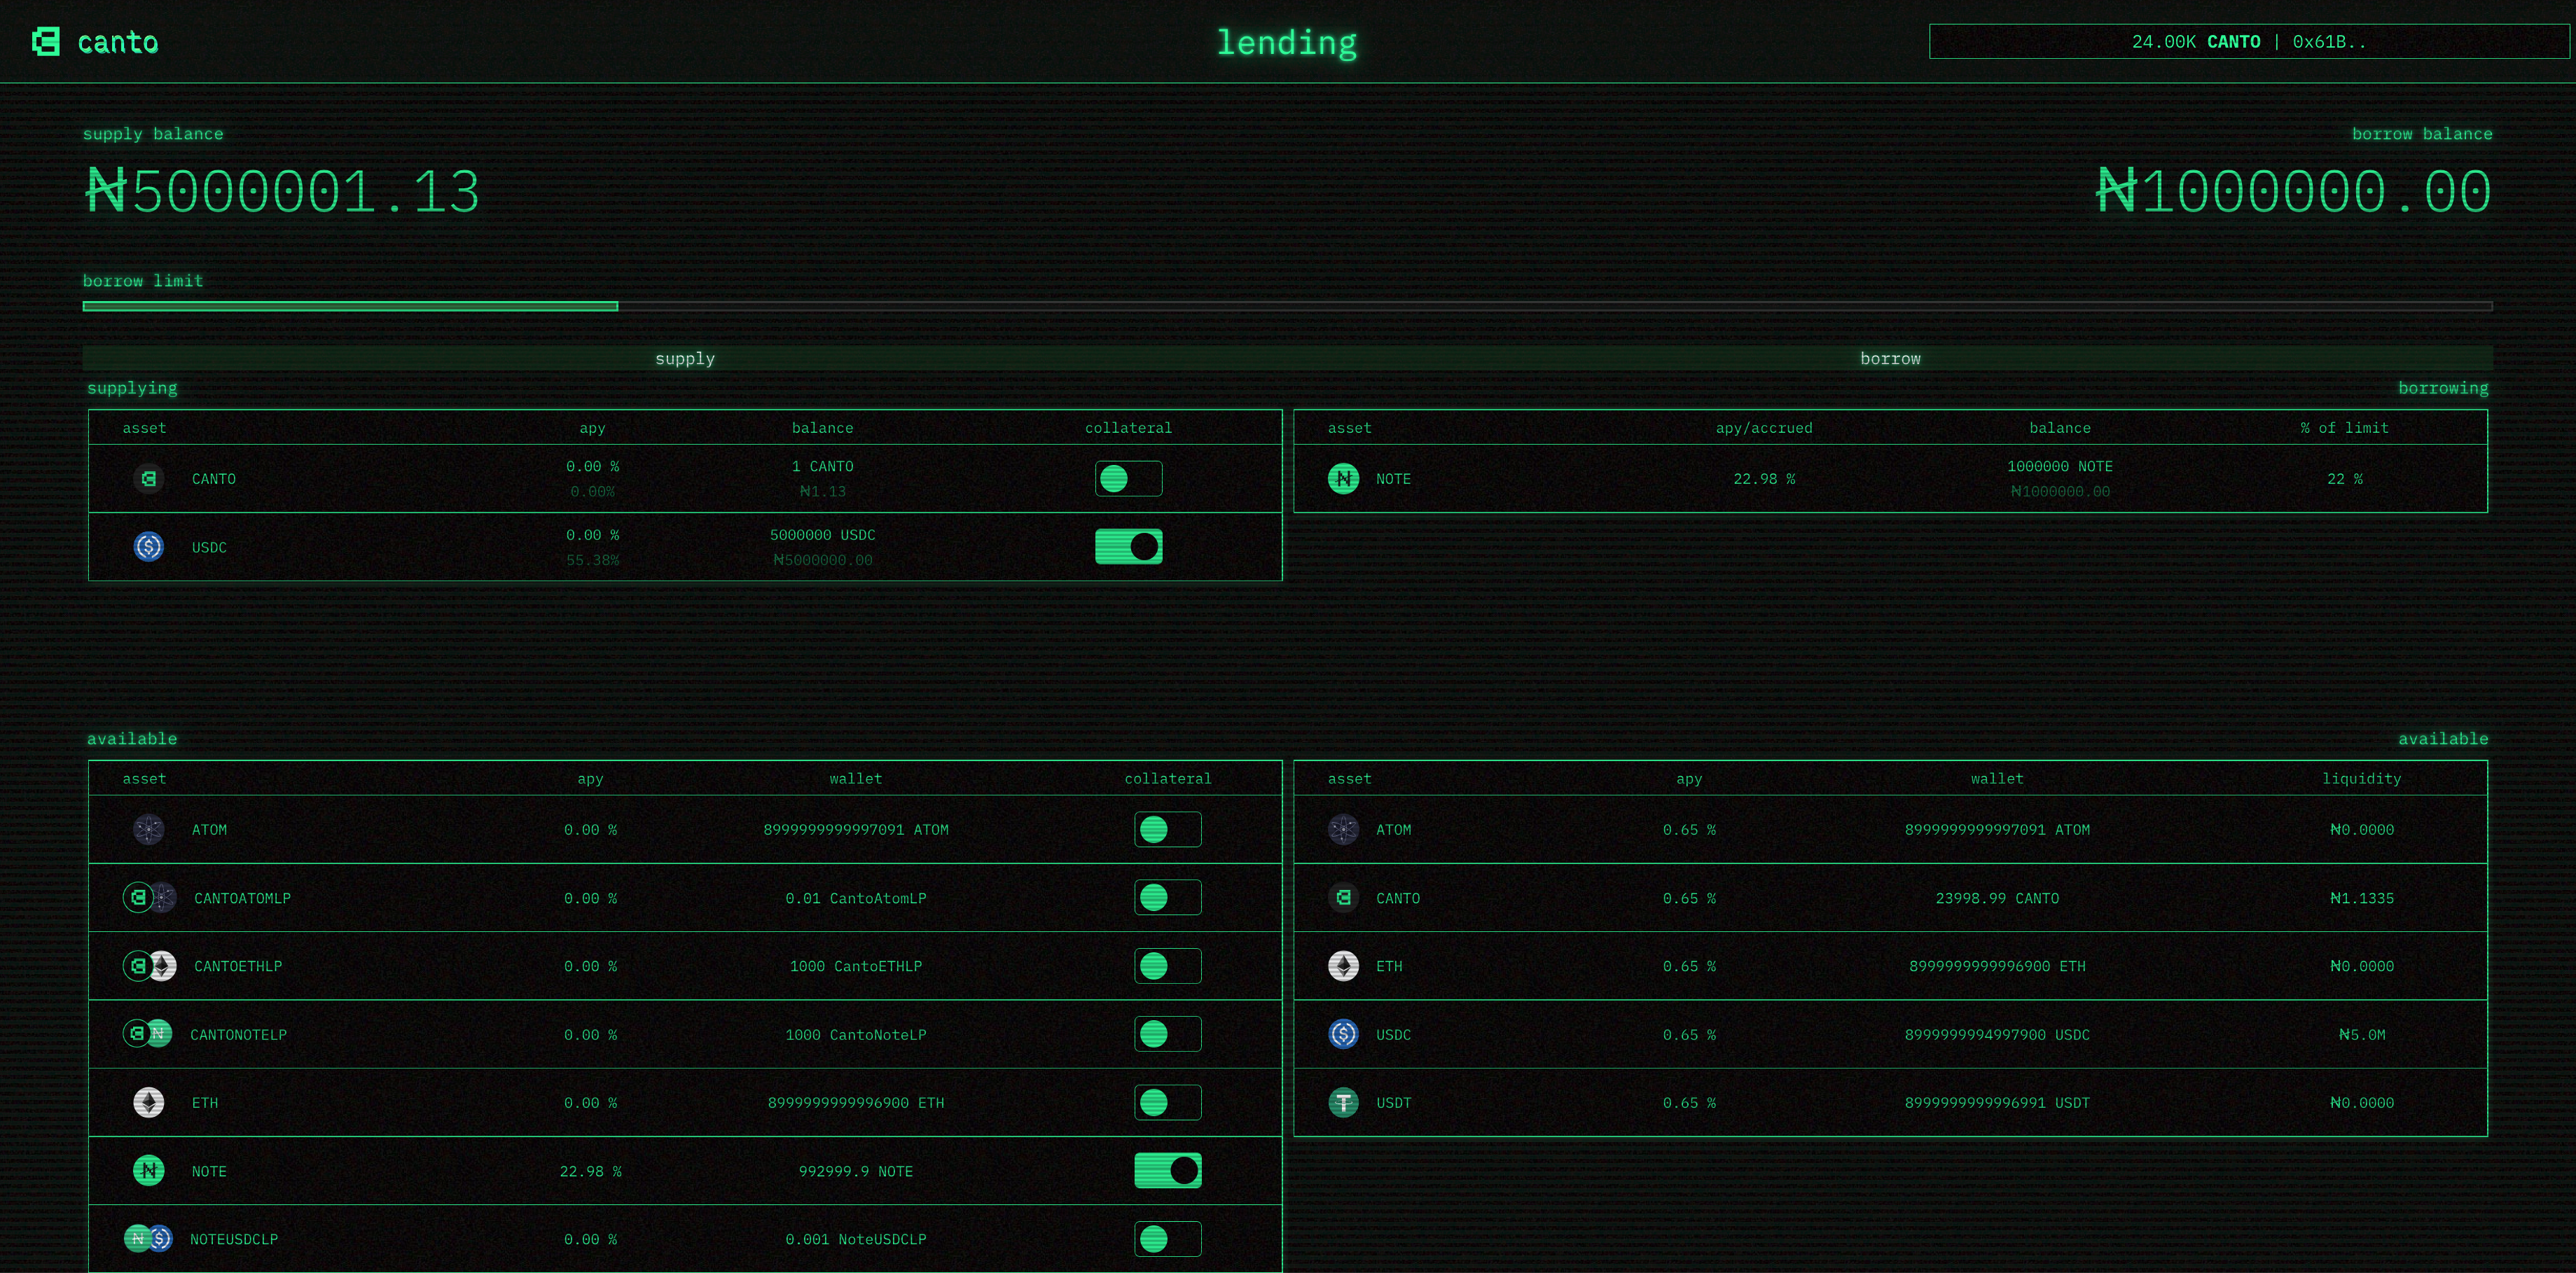 canto
lending
24.00K CANTO | 0x61B..
supply balance
borrow balance
₦5000001.13
₦1000000.00
borrow limit
supply
borrow
supplying
borrowing
asset apy balance collateral
CANTO 0.00 % 1 CANTO
0.00% ₦1.13
USDC 0.00 % 5000000 USDC
55.38% ₦5000000.00
asset apy/accrued balance % of limit
NOTE 22.98 % 1000000 NOTE 22 %
₦1000000.00
available
available
asset apy wallet collateral
ATOM 0.00 % 8999999999997091 ATOM
CANTOATOMLP 0.00 % 0.01 CantoAtomLP
CANTOETHLP 0.00 % 1000 CantoETHLP
CANTONOTELP 0.00 % 1000 CantoNoteLP
ETH 0.00 % 8999999999996900 ETH
NOTE 22.98 % 992999.9 NOTE
NOTEUSDCLP 0.00 % 0.001 NoteUSDCLP
asset apy wallet liquidity
ATOM 0.65 % 8999999999997091 ATOM ₦0.0000
CANTO 0.65 % 23998.99 CANTO ₦1.1335
ETH 0.65 % 8999999999996900 ETH ₦0.0000
USDC 0.65 % 8999999994997900 USDC ₦5.0M
USDT 0.65 % 8999999999996991 USDT ₦0.0000